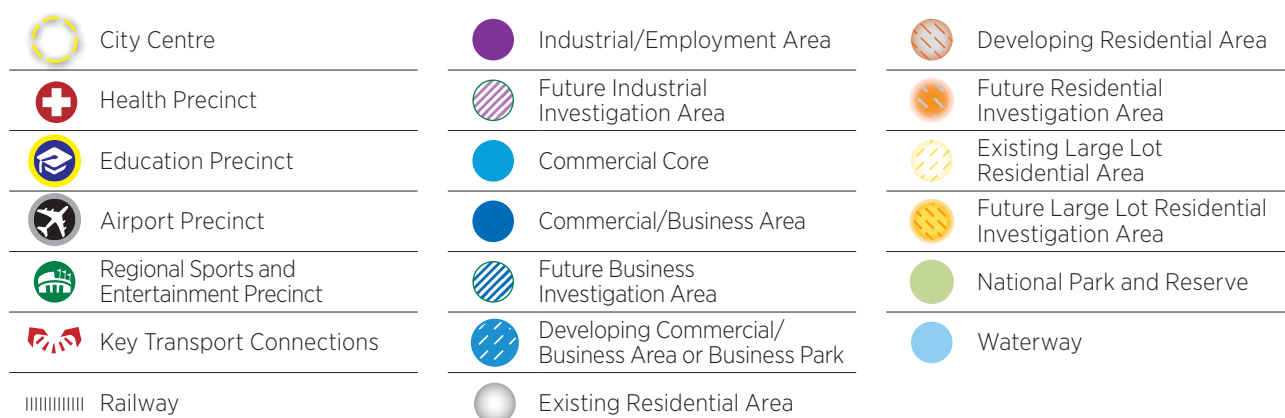 City Centre
Health Precinct
Education Precinct
Airport Precinct
Regional Sports and
Entertainment Precinct
Key Transport Connections
Railway
Industrial/Employment Area
Future Industrial
Investigation Area
Commercial Core
Commercial/Business Area
Future Business
Investigation Area
Developing Commercial/
Business Area or Business Park
Existing Residential Area
Developing Residential Area
Future Residential
Investigation Area
Existing Large Lot
Residential Area
Future Large Lot Residential
Investigation Area
National Park and Reserve
Waterway